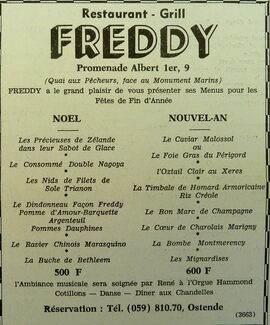 Restaurant - Grill
FREDDY
Promenade Albert 1er, 9
(Quai aux Pêcheurs, face au Monument Marins)
FREDDY a le grand plaisir de vous présenter ses Menus pour les
Fêtes de Fin d'Année
NOEL
Les Précieuses de Zélande
dans leur Sabot de Glace
*
Le Consommé Double Nagoya
*
Les Nids de Filets de
Sole Trianon
*
Le Dindonneau Façon Freddy
Pomme d'Amour-Barquette
Argenteuil
Pommes Dauphines
*
Le Ravier Chinois Marasquino
*
La Buche de Bethleem
500 F
NOUVEL-AN
Le Caviar Malossol
ou
Le Foie Gras du Périgord
*
l'Oxtail Clair au Xeres
*
La Timbale de Homard Armoricaine
Riz Créole
*
Le Bon Marc de Champagne
*
Le Cœur de Charolais Marigny
*
La Bombe Montmerency
*
Les Mignardises
600 F
l'Ambiance musicale sera soignée par René à l'Orgue Hammond
Cotillons — Danse — Diner aux Chandelles
Réservation : Tél. (059) 810.70, Ostende
(3663)